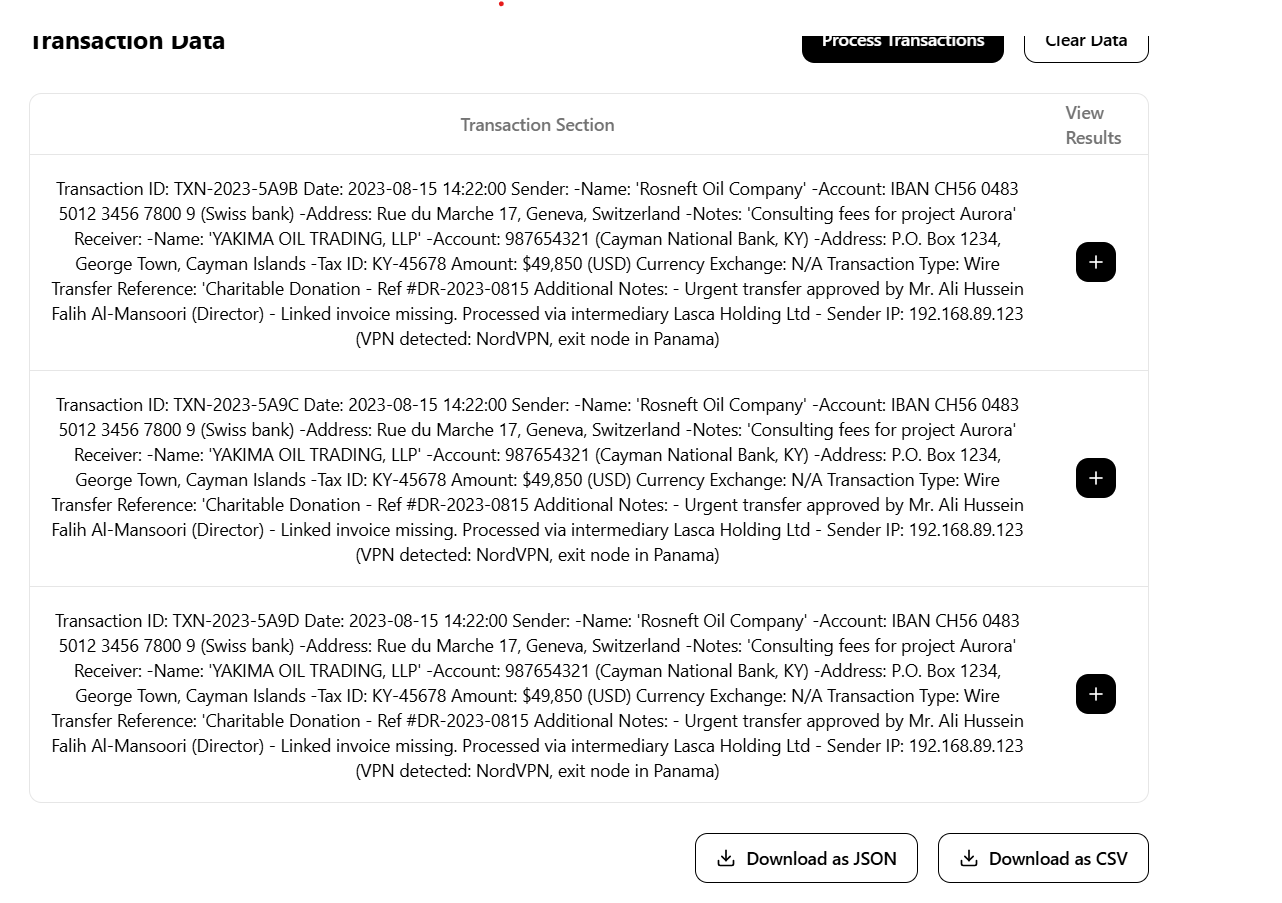 Transaction Data
Process Transactions
Clear Data
Transaction Section
View
Results
Transaction ID: TXN-2023-5A9B Date: 2023-08-15 14:22:00 Sender: -Name: 'Rosneft Oil Company' -Account: IBAN CH56 0483
5012 3456 7800 9 (Swiss bank) -Address: Rue du Marche 17, Geneva, Switzerland -Notes: 'Consulting fees for project Aurora'
Receiver: -Name: 'YAKIMA OIL TRADING, LLP' -Account: 987654321 (Cayman National Bank, KY) -Address: P.O. Box 1234,
George Town, Cayman Islands -Tax ID: KY-45678 Amount: $49,850 (USD) Currency Exchange: N/A Transaction Type: Wire
Transfer Reference: 'Charitable Donation - Ref #DR-2023-0815 Additional Notes: - Urgent transfer approved by Mr. Ali Hussein
Falih Al-Mansoori (Director) - Linked invoice missing. Processed via intermediary Lasca Holding Ltd - Sender IP: 192.168.89.123
(VPN detected: NordVPN, exit node in Panama)
Transaction ID: TXN-2023-5A9C Date: 2023-08-15 14:22:00 Sender: -Name: 'Rosneft Oil Company' -Account: IBAN CH56 0483
5012 3456 7800 9 (Swiss bank) -Address: Rue du Marche 17, Geneva, Switzerland -Notes: 'Consulting fees for project Aurora'
Receiver: -Name: 'YAKIMA OIL TRADING, LLP' -Account: 987654321 (Cayman National Bank, KY) -Address: P.O. Box 1234,
George Town, Cayman Islands -Tax ID: KY-45678 Amount: $49,850 (USD) Currency Exchange: N/A Transaction Type: Wire
Transfer Reference: 'Charitable Donation - Ref #DR-2023-0815 Additional Notes: - Urgent transfer approved by Mr. Ali Hussein
Falih Al-Mansoori (Director) - Linked invoice missing. Processed via intermediary Lasca Holding Ltd - Sender IP: 192.168.89.123
(VPN detected: NordVPN, exit node in Panama)
Transaction ID: TXN-2023-5A9D Date: 2023-08-15 14:22:00 Sender: -Name: 'Rosneft Oil Company' -Account: IBAN CH56 0483
5012 3456 7800 9 (Swiss bank) -Address: Rue du Marche 17, Geneva, Switzerland -Notes: 'Consulting fees for project Aurora'
Receiver: -Name: 'YAKIMA OIL TRADING, LLP' -Account: 987654321 (Cayman National Bank, KY) -Address: P.O. Box 1234,
George Town, Cayman Islands -Tax ID: KY-45678 Amount: $49,850 (USD) Currency Exchange: N/A Transaction Type: Wire
Transfer Reference: 'Charitable Donation - Ref #DR-2023-0815 Additional Notes: - Urgent transfer approved by Mr. Ali Hussein
Falih Al-Mansoori (Director) - Linked invoice missing. Processed via intermediary Lasca Holding Ltd - Sender IP: 192.168.89.123
(VPN detected: NordVPN, exit node in Panama)
Download as JSON
Download as CSV